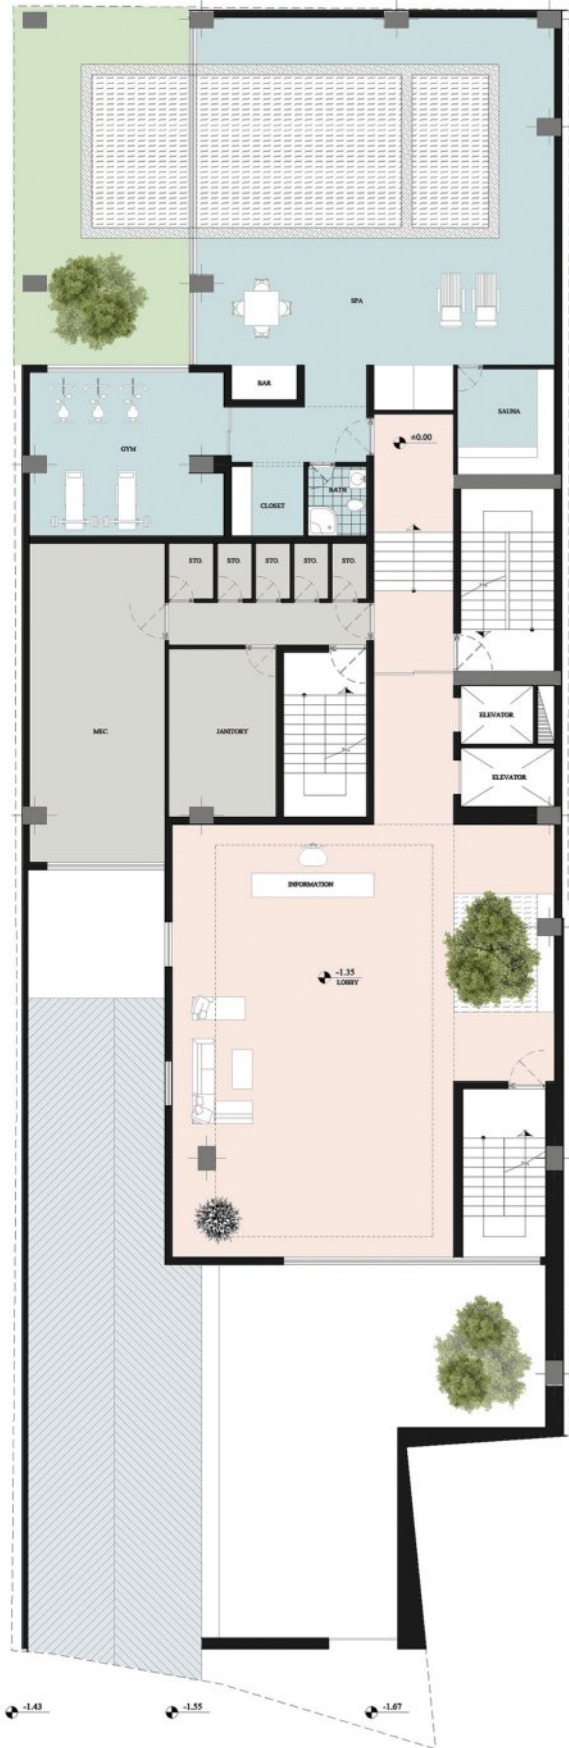 SPA
BAR
SAUNA
±0.00
GYM
BATH
CLOSET
STO.
STO.
STO.
STO.
STO.
MEC.
JANITORY
ELEVATOR
ELEVATOR
INFORMATION
-1.35
LOBBY
-1.43
-1.55
-1.67